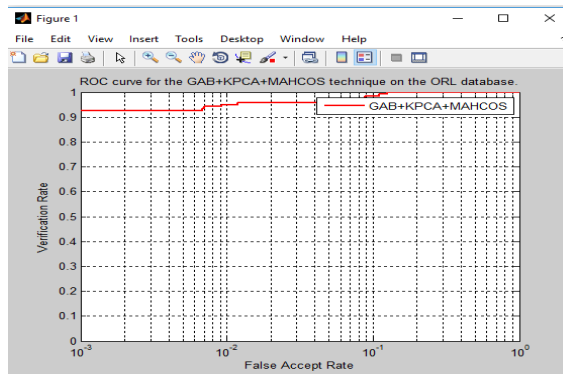 Figure 1
File Edit View Insert Tools Desktop Window Help
ROC curve for the GAB+KPCA+MAHCOS technique on the ORL database.
GAB+KPCA+MAHCOS
1
0.9
0.8
0.7
0.6
0.5
0.4
0.3
0.2
0.1
0
Verification Rate
10^-3 10^-2 10^-1 10^0
False Accept Rate